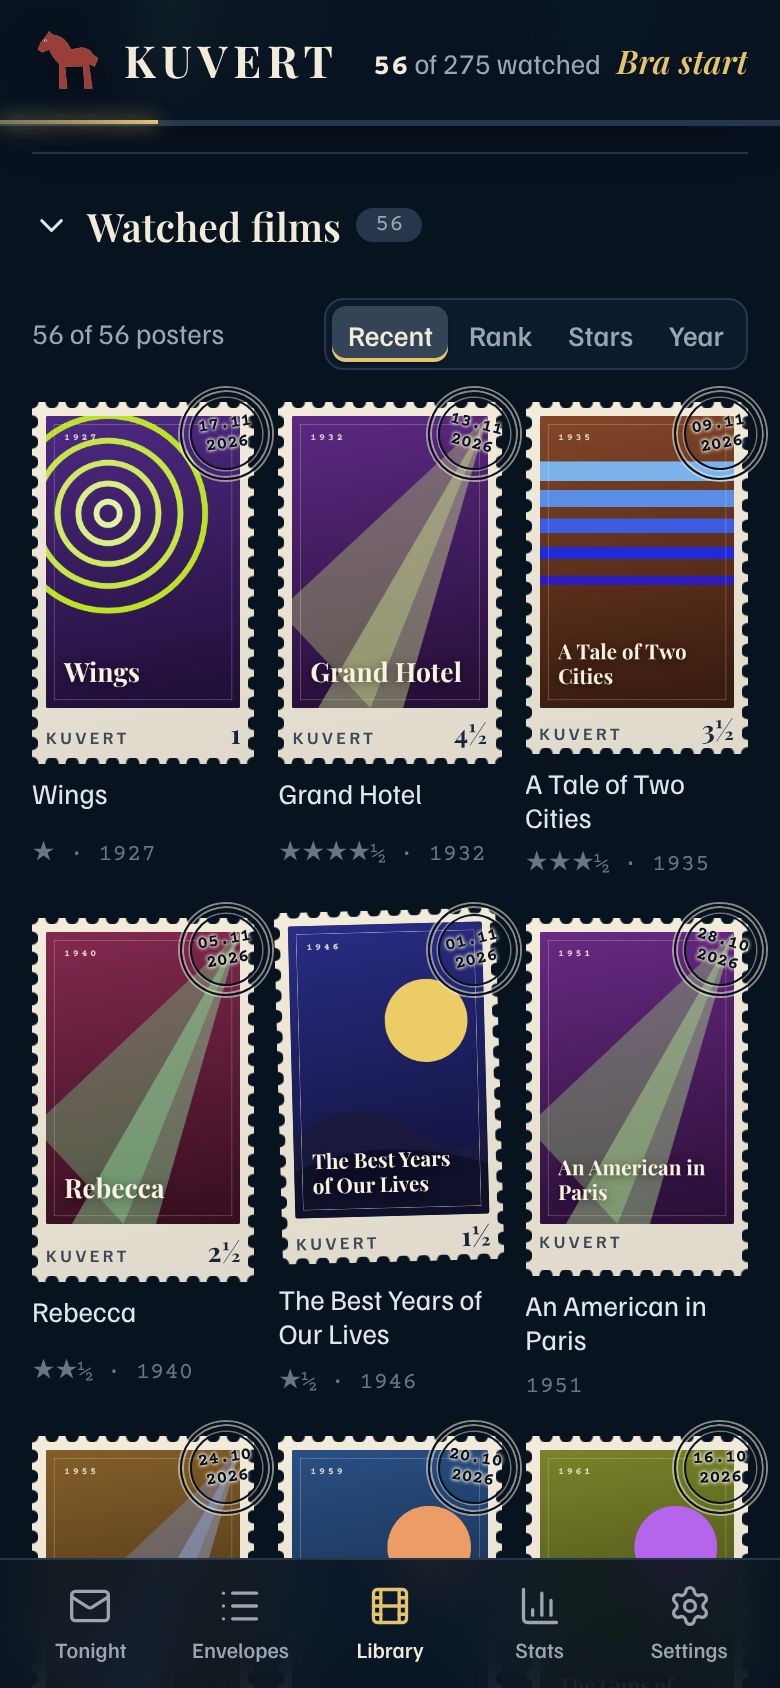 KUVERT 56 of 275 watched Bra start
Watched films 56
56 of 56 posters Recent Rank Stars Year
1927 17.11 2026
Wings
KUVERT 1
Wings
★ · 1927
1932 13.11 2026
Grand Hotel
KUVERT 4½
Grand Hotel
★★★★½ · 1932
1935 09.11 2026
A Tale of Two
Cities
KUVERT 3½
A Tale of Two
Cities
★★★½ · 1935
1940 05.11 2026
Rebecca
KUVERT 2½
Rebecca
★★½ · 1940
1946 01.11 2026
The Best Years
of Our Lives
KUVERT 1½
The Best Years of
Our Lives
★½ · 1946
1951 28.10 2026
An American in
Paris
KUVERT
An American in
Paris
1951
1955 24.10 2026
1959 20.10 2026
1961 16.10 2026
The Guns of
Tonight Envelopes Library Stats Settings